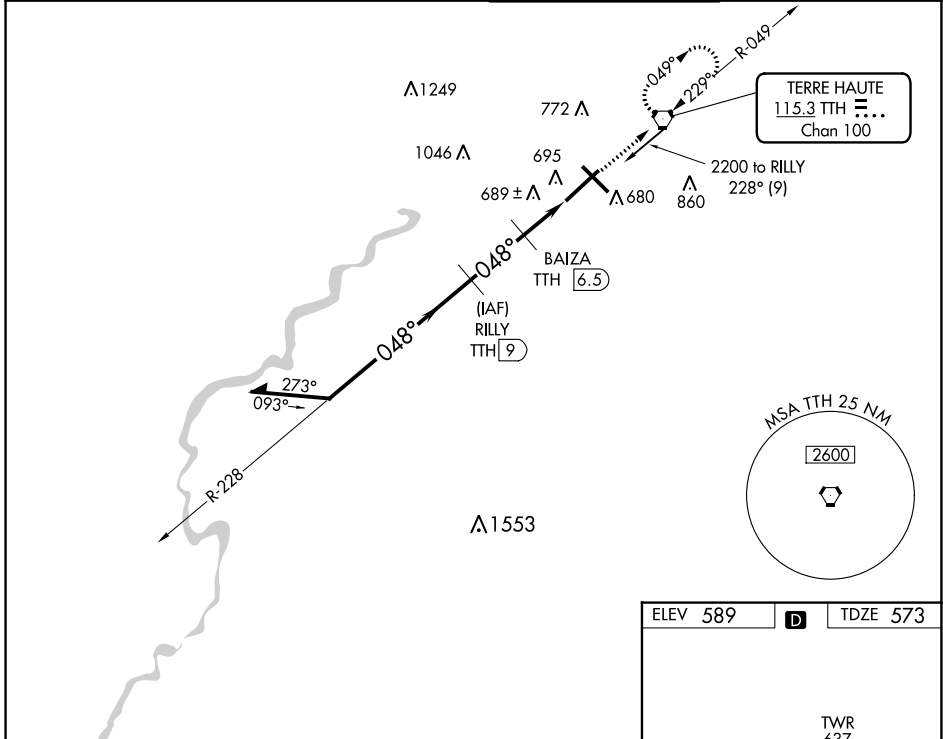 R-049
049°
229°
1249
772
TERRE HAUTE
115.3 TTH
Chan 100
1046
695
2200 to RILLY
228° (9)
689 ±
680
860
048°
BAIZA
TTH 6.5
(IAF)
RILLY
TTH 9
048°
273°
093°
MSA TTH 25 NM
2600
R-228
1553
ELEV 589 D TDZE 573
TWR
637